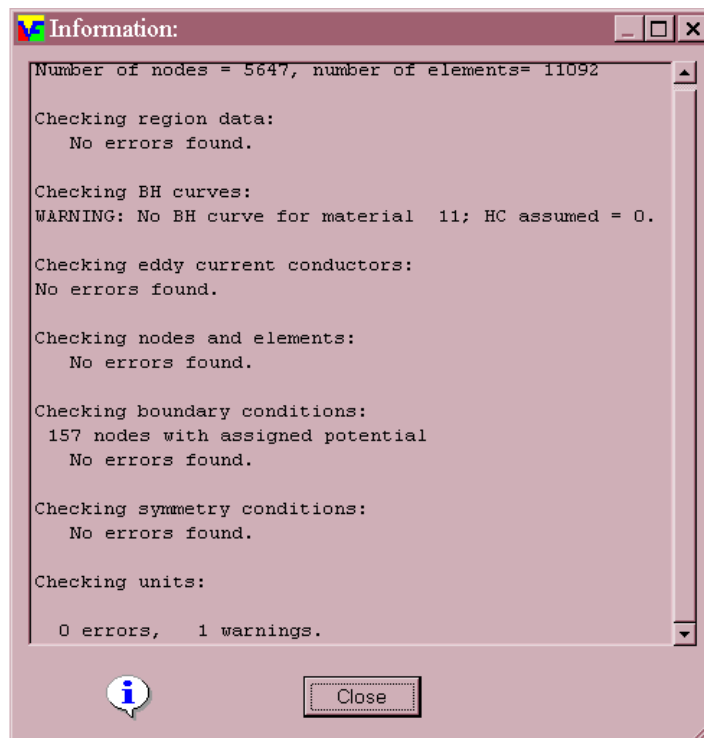 Information:
Number of nodes = 5647, number of elements= 11092
Checking region data:
No errors found.
Checking BH curves:
WARNING: No BH curve for material  11; HC assumed = 0.
Checking eddy current conductors:
No errors found.
Checking nodes and elements:
No errors found.
Checking boundary conditions:
157 nodes with assigned potential
No errors found.
Checking symmetry conditions:
No errors found.
Checking units:
0 errors,   1 warnings.
Close